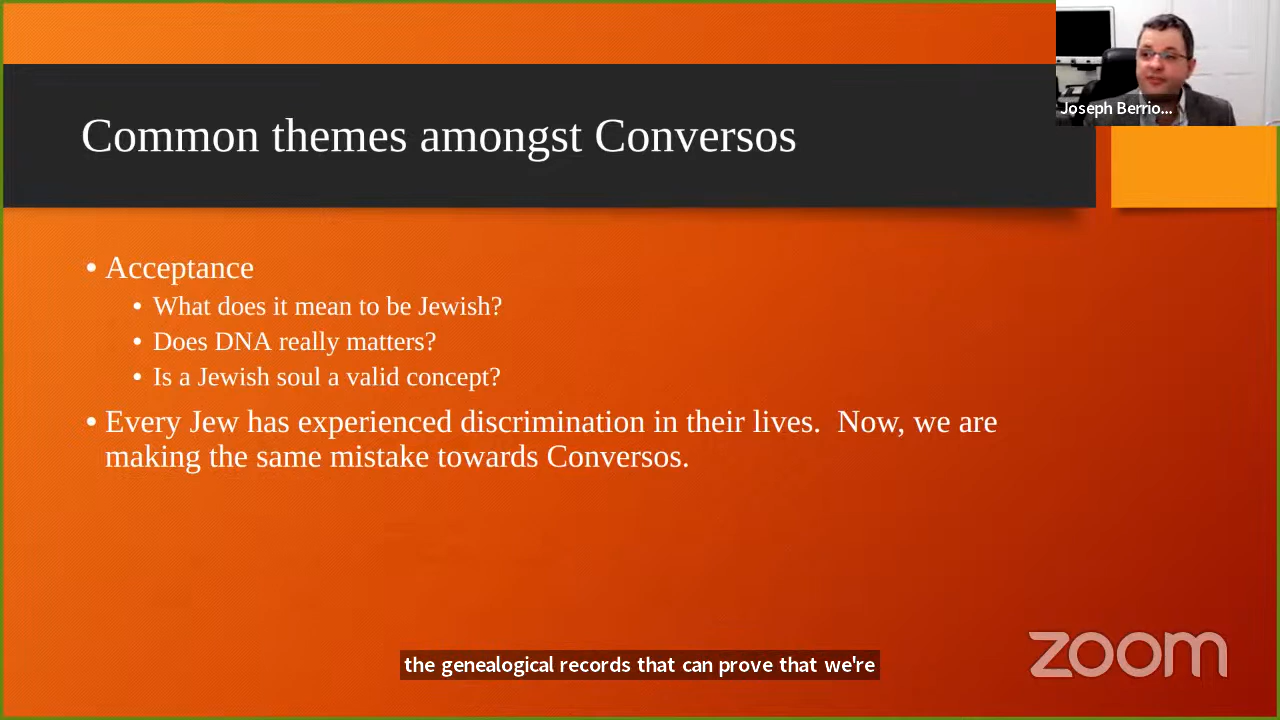 Joseph Berrio...
Common themes amongst Conversos
• Acceptance
• What does it mean to be Jewish?
• Does DNA really matters?
• Is a Jewish soul a valid concept?
• Every Jew has experienced discrimination in their lives.  Now, we are
making the same mistake towards Conversos.
the genealogical records that can prove that we're
zoom